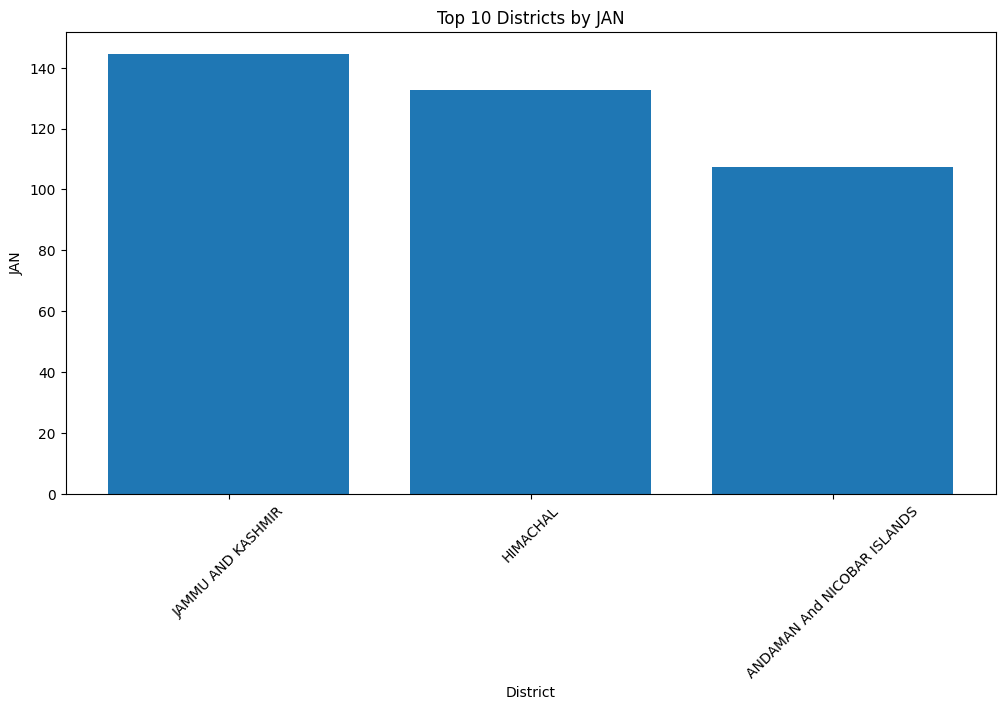 Top 10 Districts by JAN
JAN
140
120
100
80
60
40
20
0
JAMMU AND KASHMIR
HIMACHAL
ANDAMAN And NICOBAR ISLANDS
District